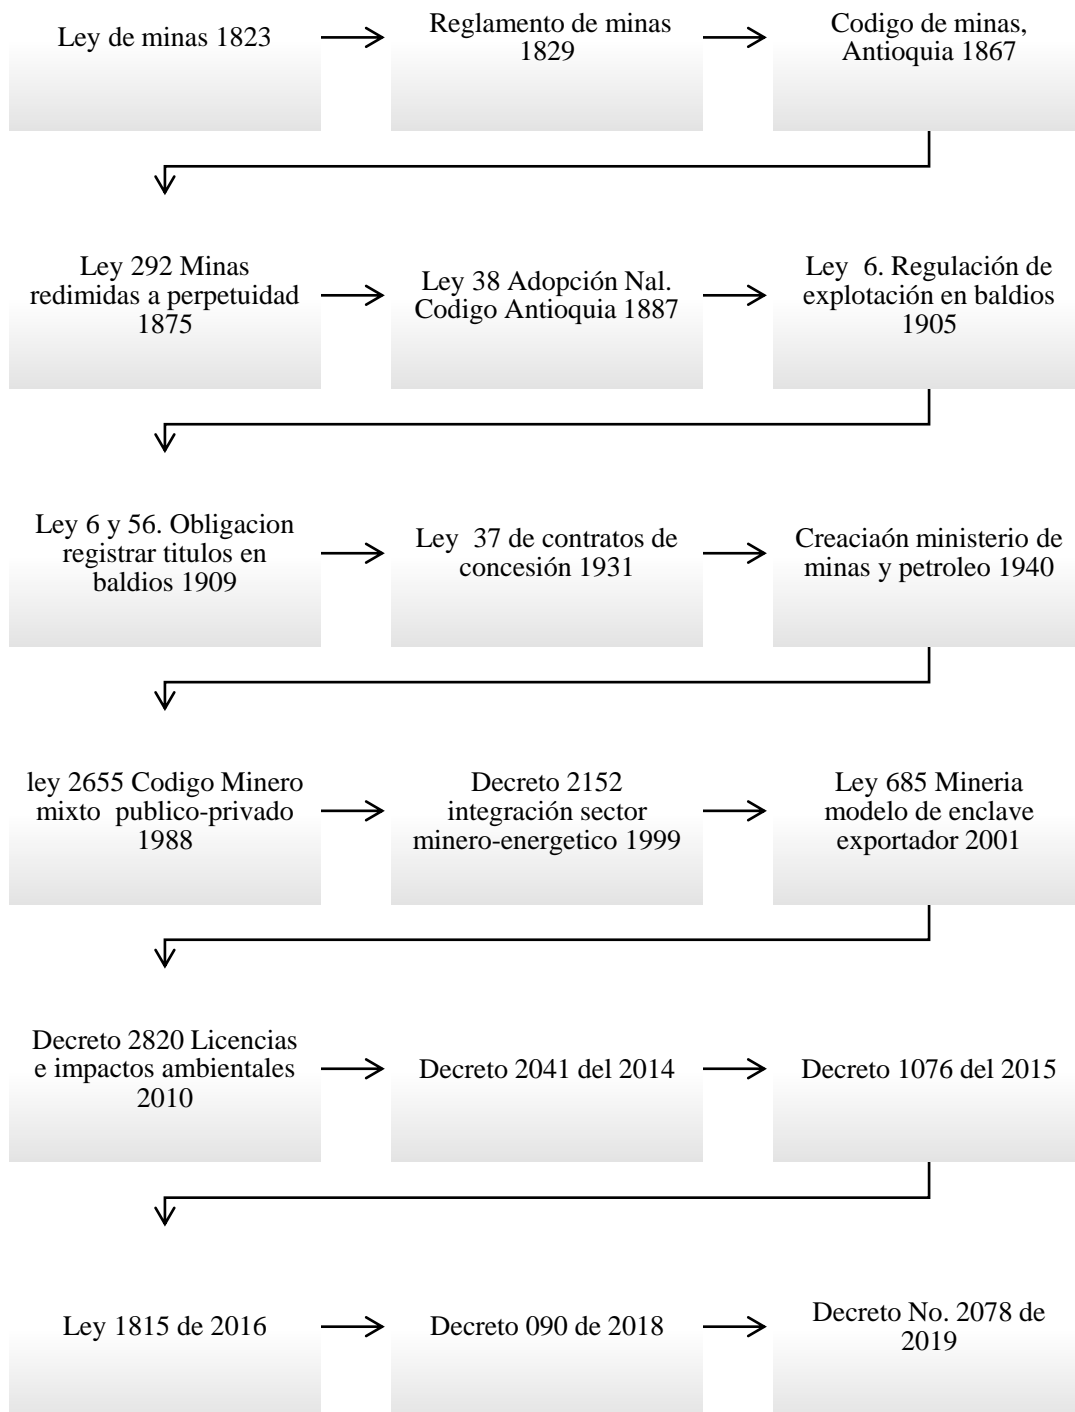 Ley de minas 1823
Reglamento de minas
1829
Codigo de minas,
Antioquia 1867
Ley 292 Minas
redimidas a perpetuidad
1875
Ley 38 Adopción Nal.
Codigo Antioquia 1887
Ley  6. Regulación de
explotación en baldios
1905
Ley 6 y 56. Obligacion
registrar titulos en
baldios 1909
Ley  37 de contratos de
concesión 1931
Creaciaón ministerio de
minas y petroleo 1940
ley 2655 Codigo Minero
mixto  publico-privado
1988
Decreto 2152
integración sector
minero-energetico 1999
Ley 685 Mineria
modelo de enclave
exportador 2001
Decreto 2820 Licencias
e impactos ambientales
2010
Decreto 2041 del 2014
Decreto 1076 del 2015
Ley 1815 de 2016
Decreto 090 de 2018
Decreto No. 2078 de
2019